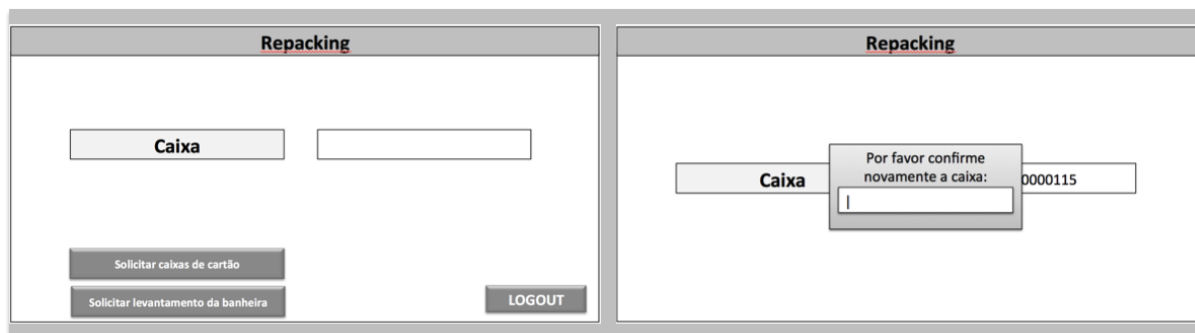 Repacking
Caixa
Solicitar caixas de cartão
Solicitar levantamento da banheira
LOGOUT
Repacking
Por favor confirme
novamente a caixa:
Caixa
0000115
|